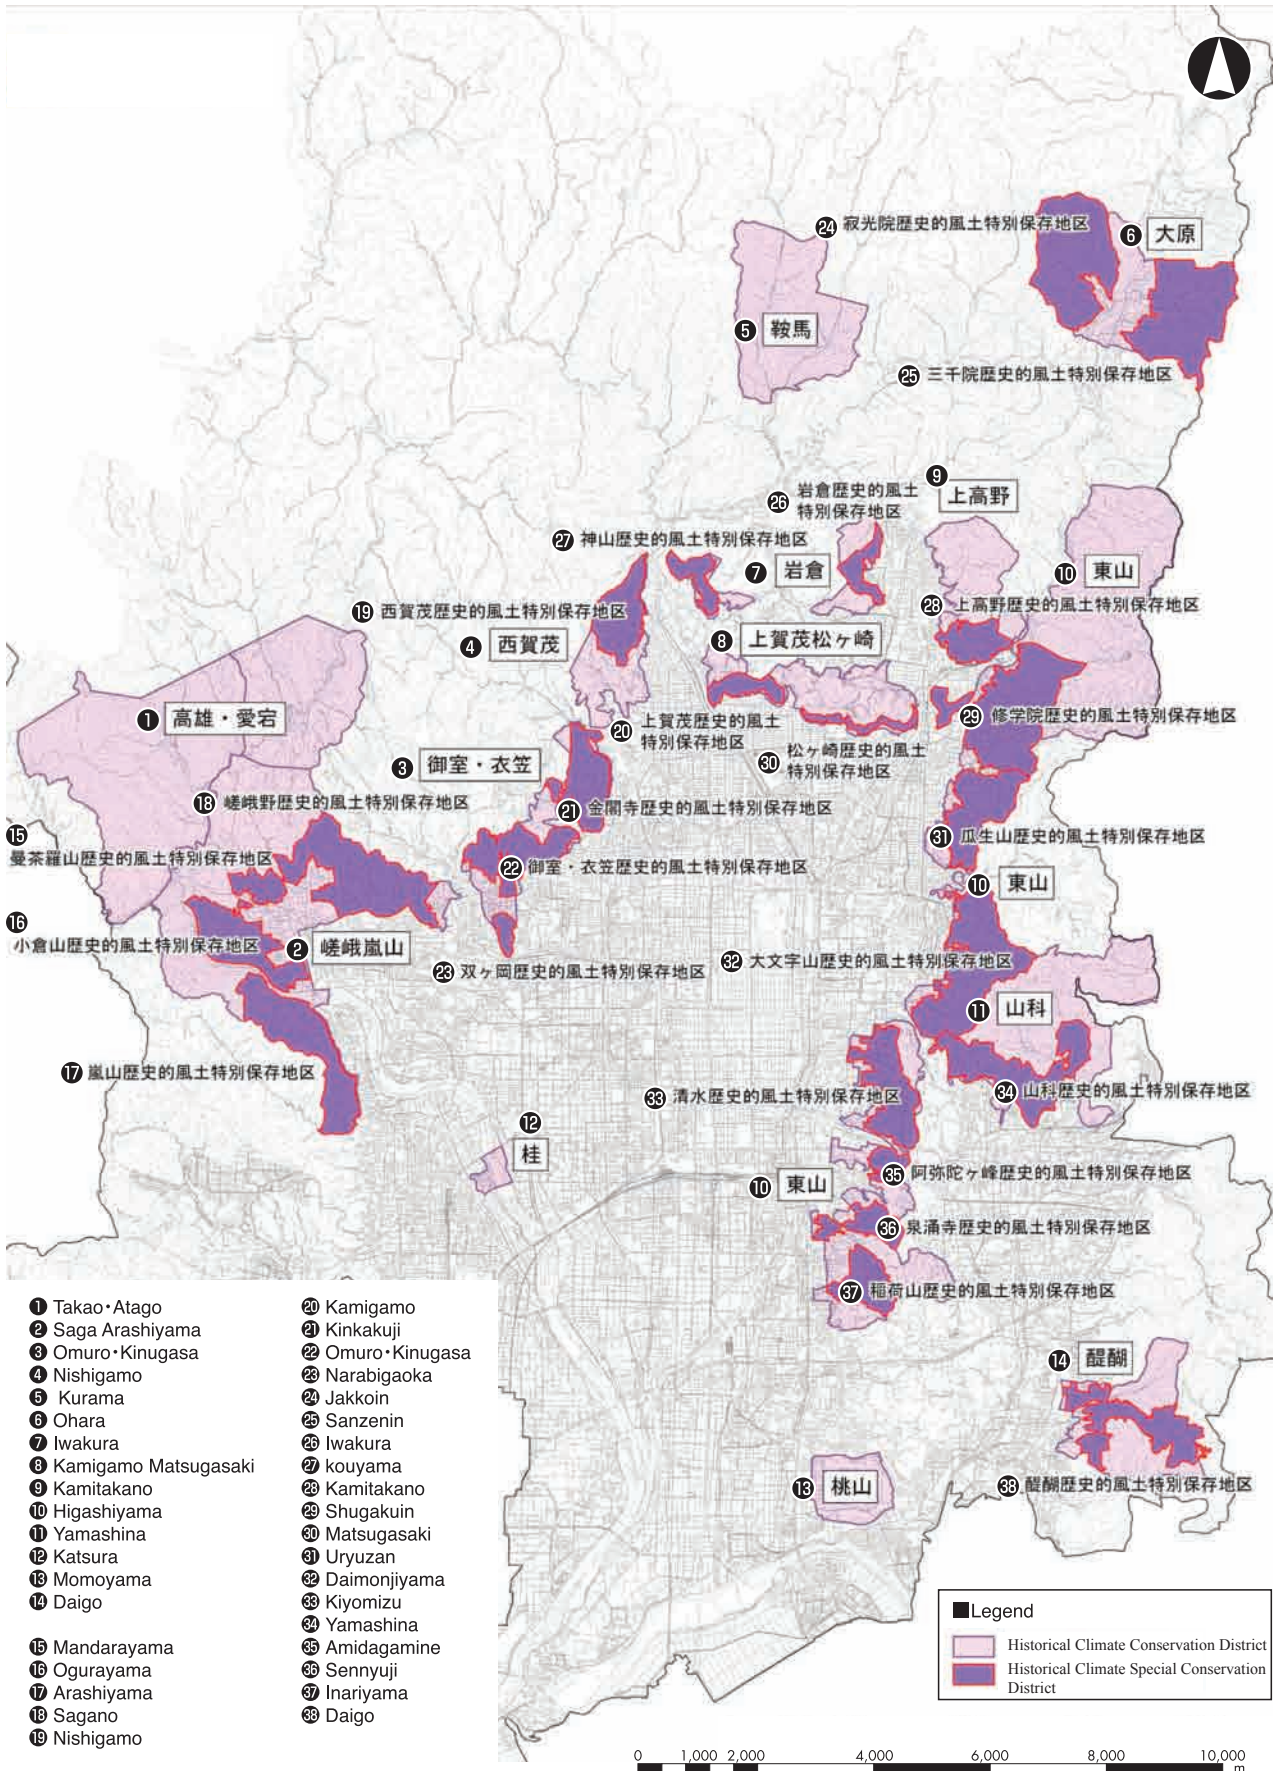 24 寂光院歴史的風土特別保存地区
6 大原
5 鞍馬
25 三千院歴史的風土特別保存地区
9 上高野
26 岩倉歴史的風土
特別保存地区
27 神山歴史的風土特別保存地区
7 岩倉
10 東山
19 西賀茂歴史的風土特別保存地区
28 上高野歴史的風土特別保存地区
4 西賀茂
8 上賀茂松ヶ崎
1 高雄・愛宕
20 上賀茂歴史的風土
特別保存地区
29 修学院歴史的風土特別保存地区
3 御室・衣笠
30 松ヶ崎歴史的風土
特別保存地区
18 嵯峨野歴史的風土特別保存地区
21 金閣寺歴史的風土特別保存地区
15
曼荼羅山歴史的風土特別保存地区
31 瓜生山歴史的風土特別保存地区
22 御室・衣笠歴史的風土特別保存地区
10 東山
16
小倉山歴史的風土特別保存地区
2 嵯峨嵐山
23 双ヶ岡歴史的風土特別保存地区
32 大文字山歴史的風土特別保存地区
11 山科
17 嵐山歴史的風土特別保存地区
33 清水歴史的風土特別保存地区
34 山科歴史的風土特別保存地区
12
桂
10 東山
35 阿弥陀ヶ峰歴史的風土特別保存地区
36 泉涌寺歴史的風土特別保存地区
37 稲荷山歴史的風土特別保存地区
14 醍醐
13 桃山
38 醍醐歴史的風土特別保存地区
1 Takao・Atago
2 Saga Arashiyama
3 Omuro・Kinugasa
4 Nishigamo
5 Kurama
6 Ohara
7 Iwakura
8 Kamigamo Matsugasaki
9 Kamitakano
10 Higashiyama
11 Yamashina
12 Katsura
13 Momoyama
14 Daigo
15 Mandarayama
16 Ogurayama
17 Arashiyama
18 Sagano
19 Nishigamo
20 Kamigamo
21 Kinkakuji
22 Omuro・Kinugasa
23 Narabigaoka
24 Jakkoin
25 Sanzenin
26 Iwakura
27 kouyama
28 Kamitakano
29 Shugakuin
30 Matsugasaki
31 Uryuzan
32 Daimonjiyama
33 Kiyomizu
34 Yamashina
35 Amidagamine
36 Sennyuji
37 Inariyama
38 Daigo
■Legend
Historical Climate Conservation District
Historical Climate Special Conservation
District
0 1,000 2,000 4,000 6,000 8,000 10,000
m